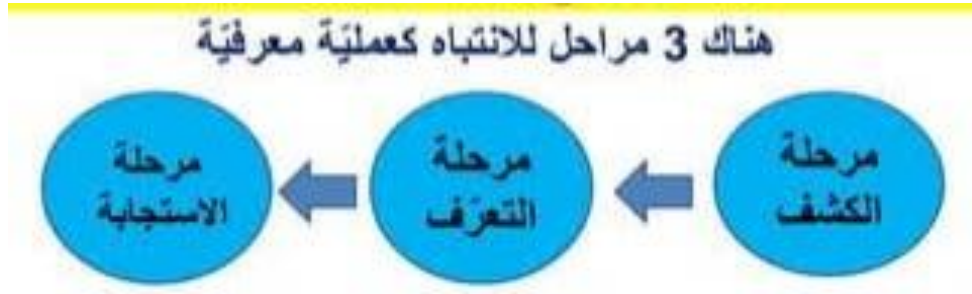 هناك 3 مراحل للانتباه كعمليّة معرفيّة
مرحلة
الكشف
مرحلة
التعرّف
مرحلة
الاستجابة